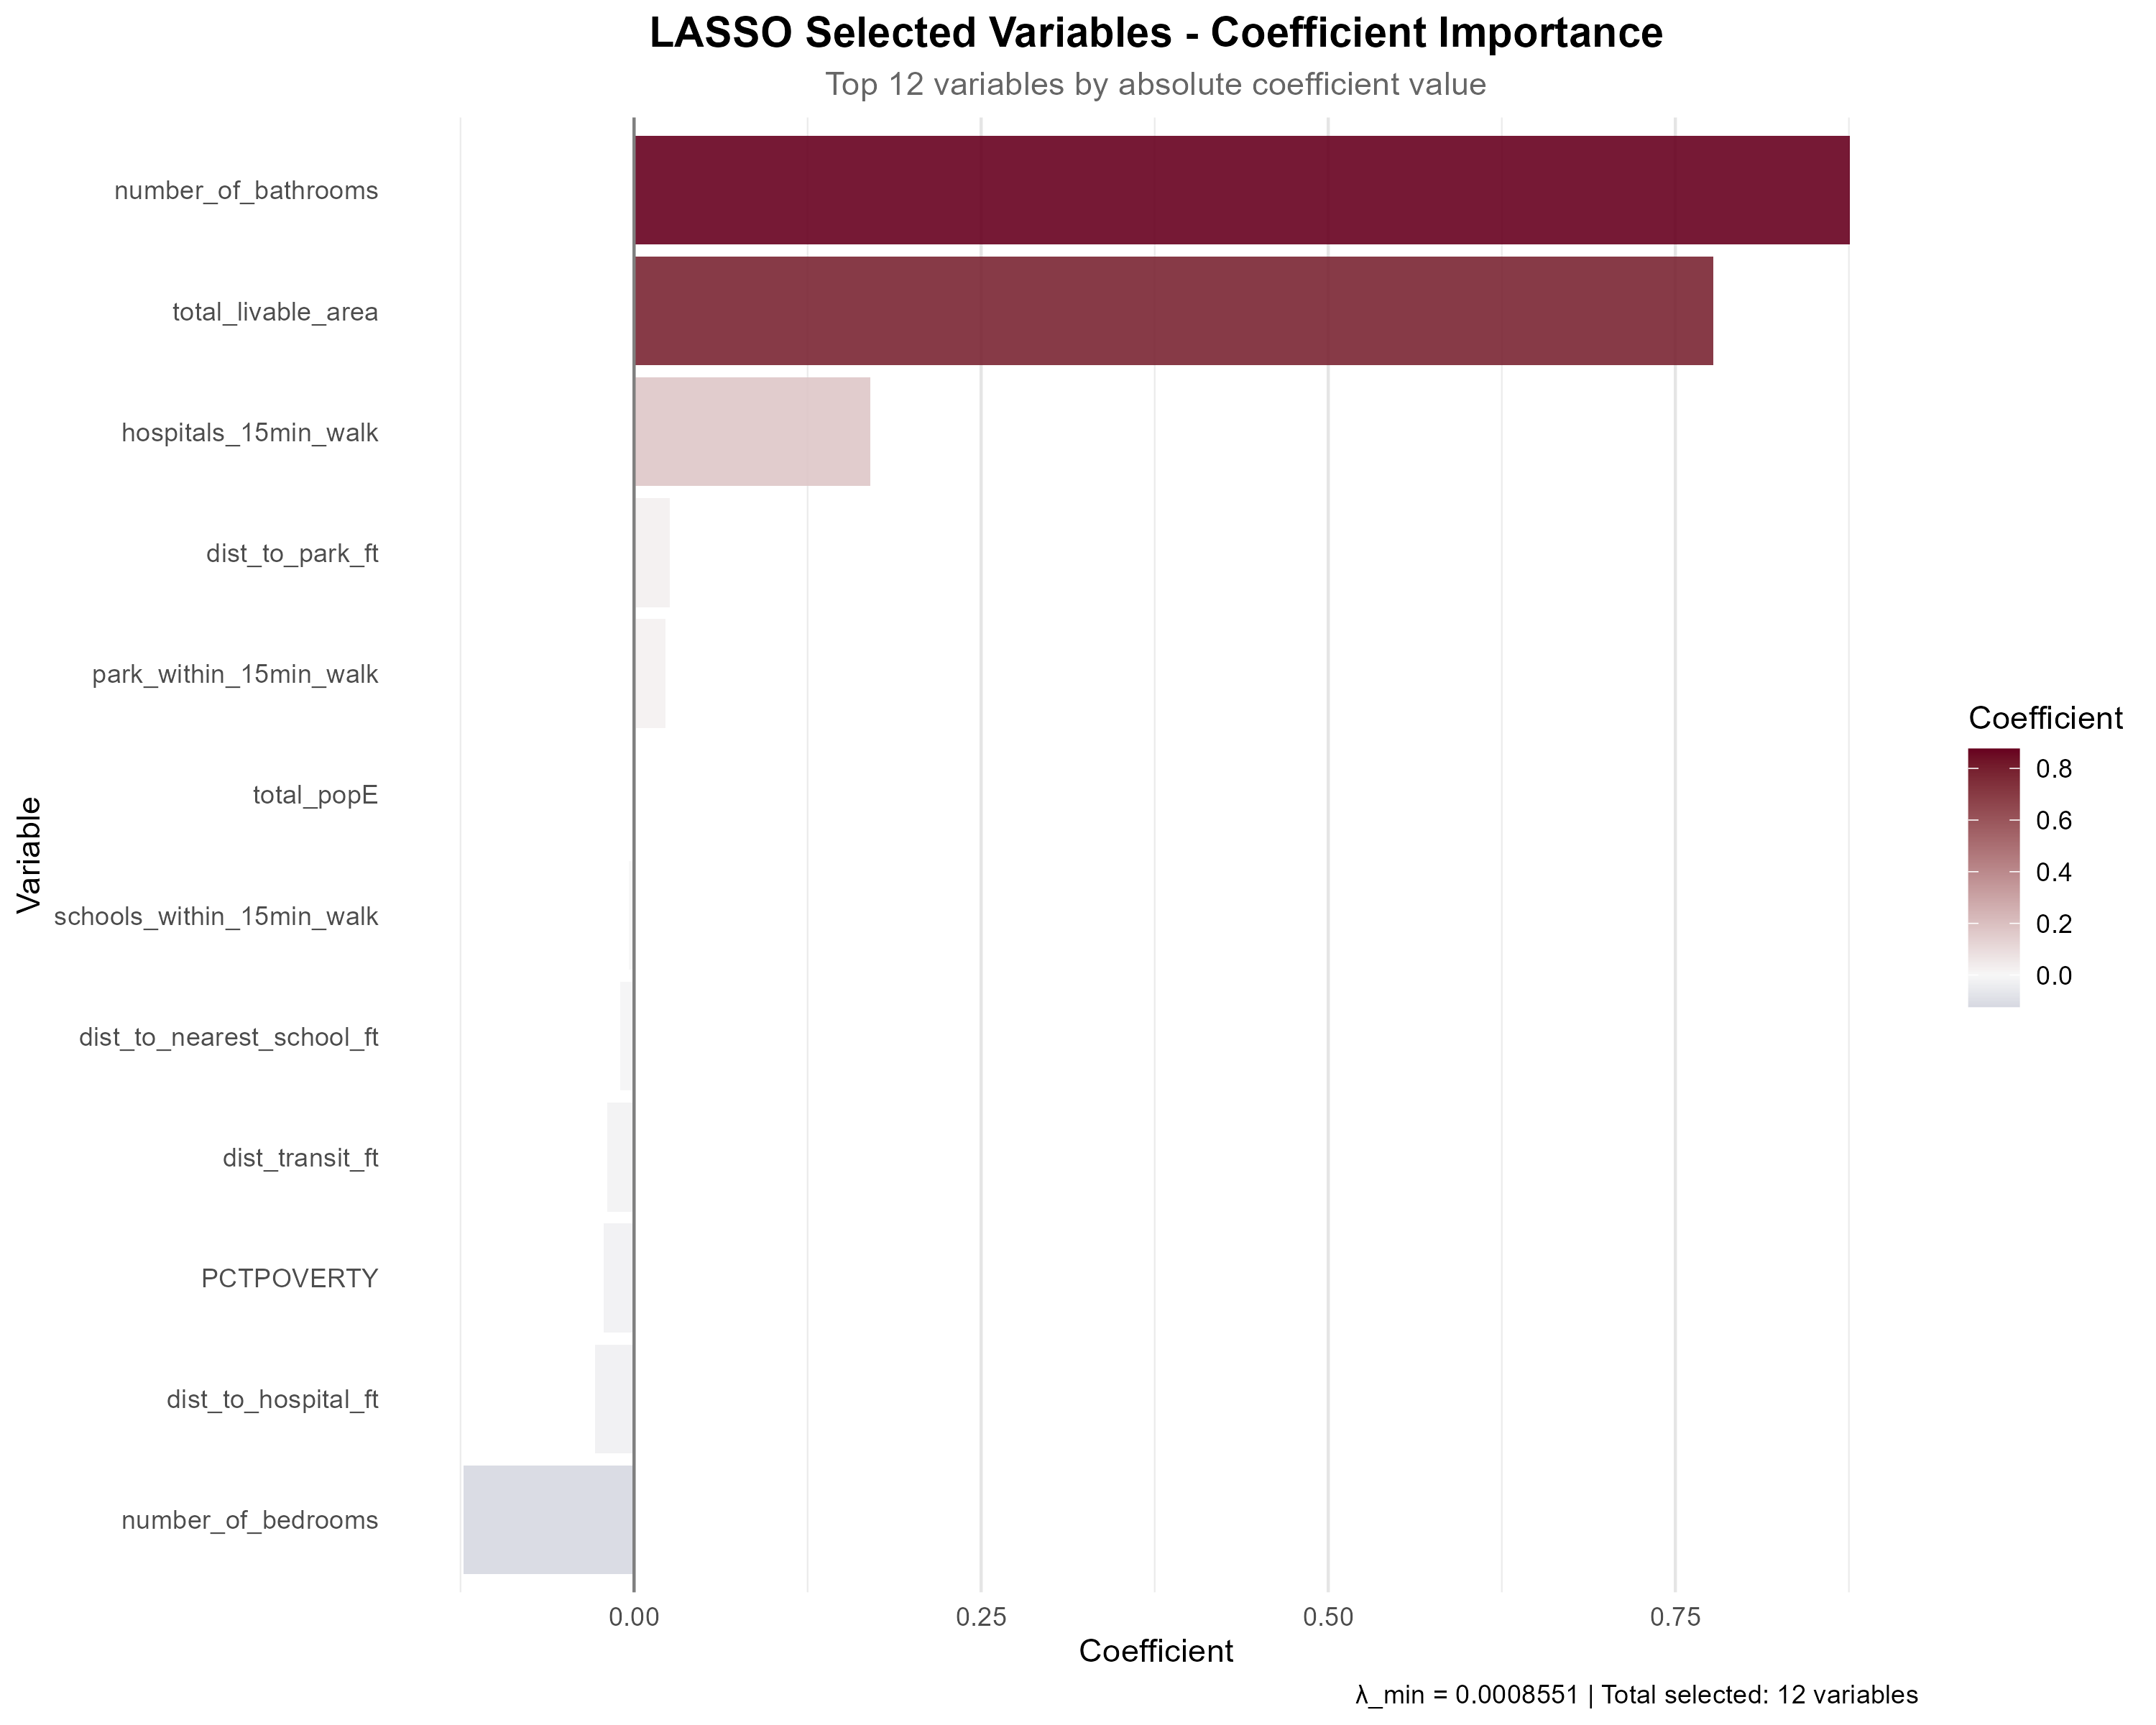 LASSO Selected Variables - Coefficient Importance
Top 12 variables by absolute coefficient value
Variable
number_of_bathrooms
total_livable_area
hospitals_15min_walk
dist_to_park_ft
park_within_15min_walk
total_popE
schools_within_15min_walk
dist_to_nearest_school_ft
dist_transit_ft
PCTPOVERTY
dist_to_hospital_ft
number_of_bedrooms
0.00 0.25 0.50 0.75
Coefficient
λ_min = 0.0008551 | Total selected: 12 variables
Coefficient
0.8
0.6
0.4
0.2
0.0